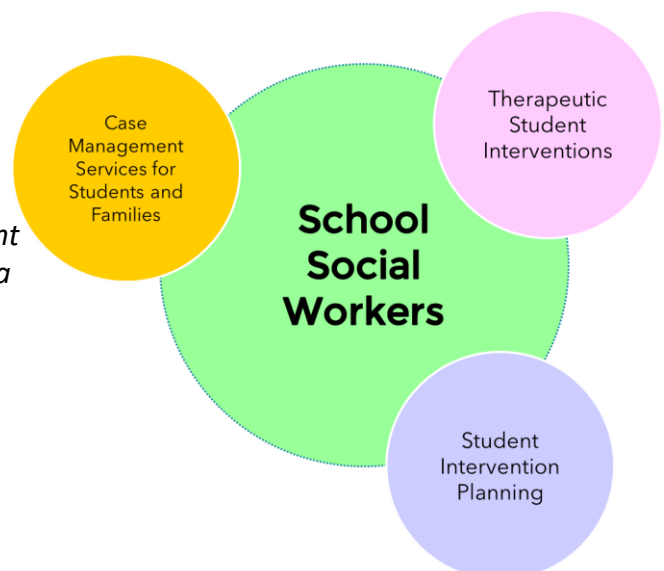 Case
Management
Services for
Students and
Families
Therapeutic
Student
Interventions
School
Social
Workers
Student
Intervention
Planning